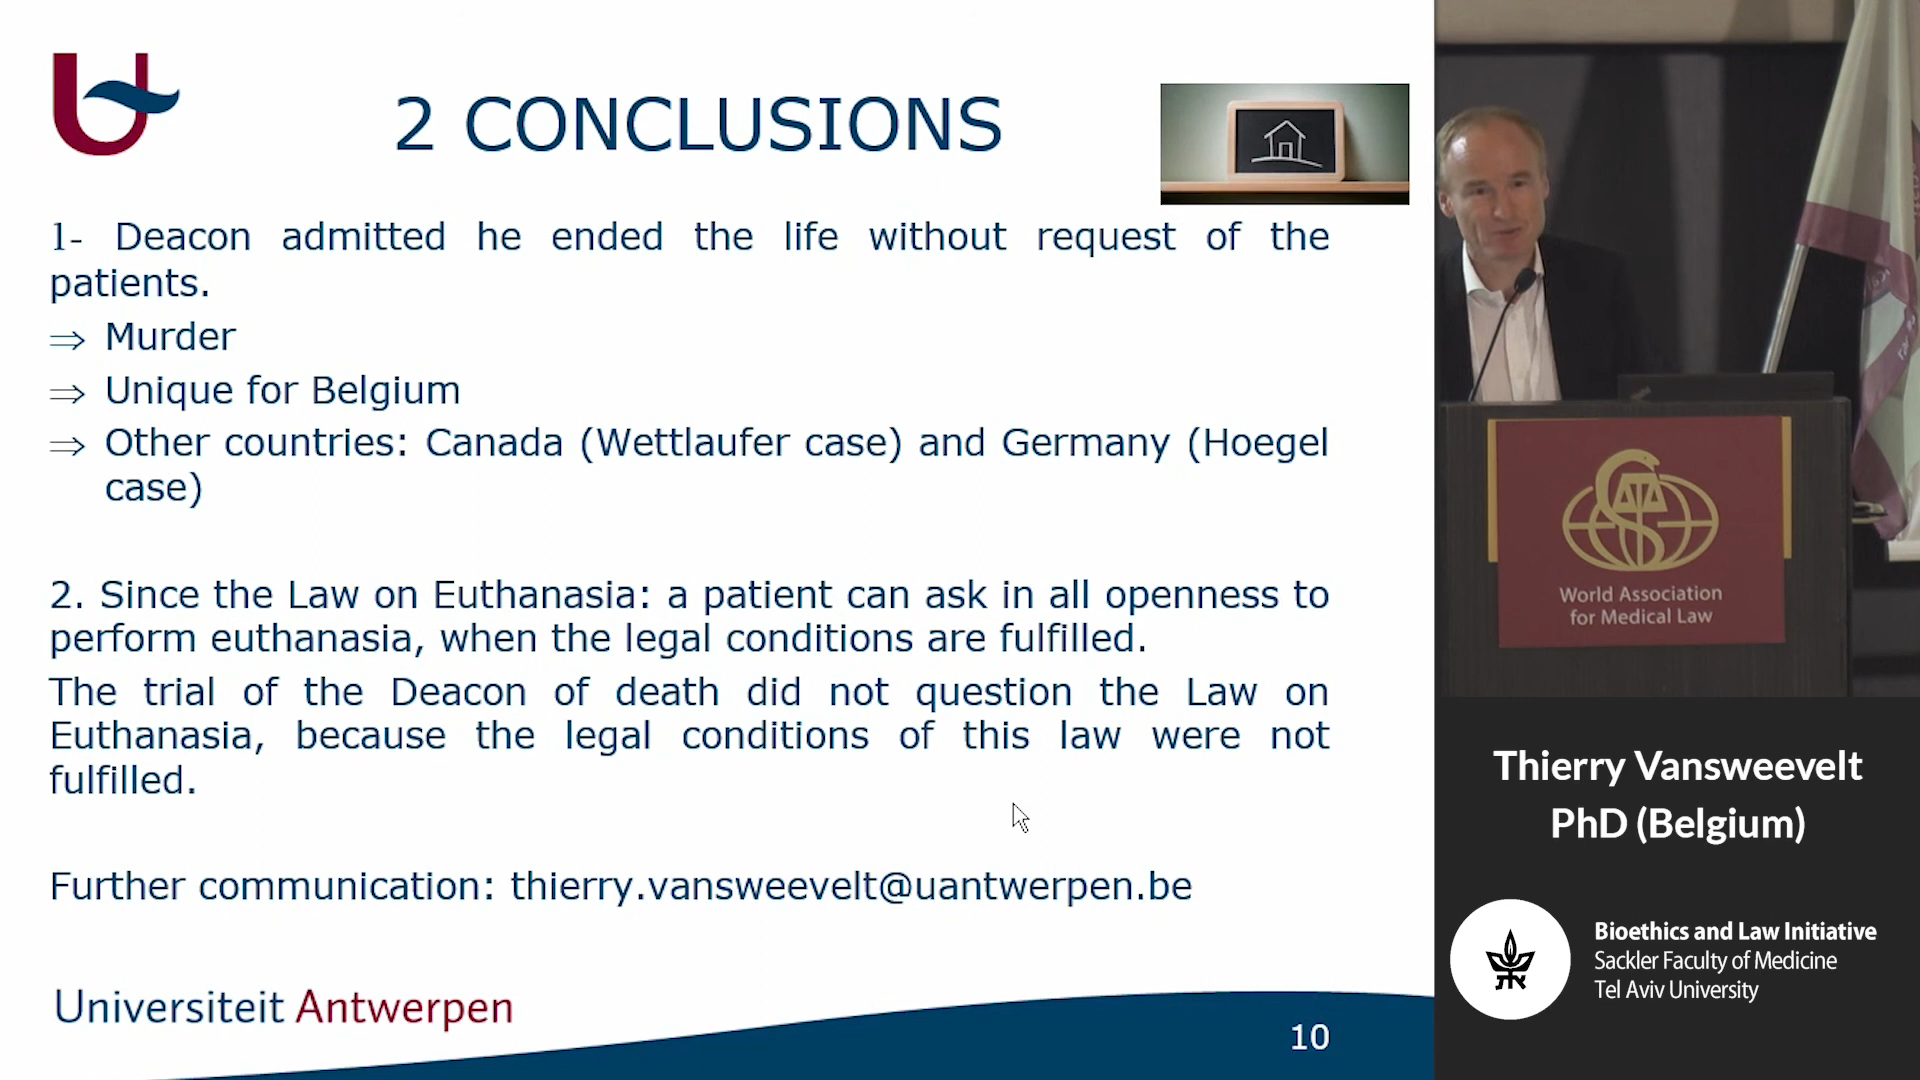 2 CONCLUSIONS
1- Deacon admitted he ended the life without request of the
patients.
⇒ Murder
⇒ Unique for Belgium
⇒ Other countries: Canada (Wettlaufer case) and Germany (Hoegel
case)
2. Since the Law on Euthanasia: a patient can ask in all openness to
perform euthanasia, when the legal conditions are fulfilled.
The trial of the Deacon of death did not question the Law on
Euthanasia, because the legal conditions of this law were not
fulfilled.
Further communication: thierry.vansweevelt@uantwerpen.be
Universiteit Antwerpen
10
World Association
for Medical Law
Thierry Vansweevelt
PhD (Belgium)
Bioethics and Law Initiative
Sackler Faculty of Medicine
Tel Aviv University